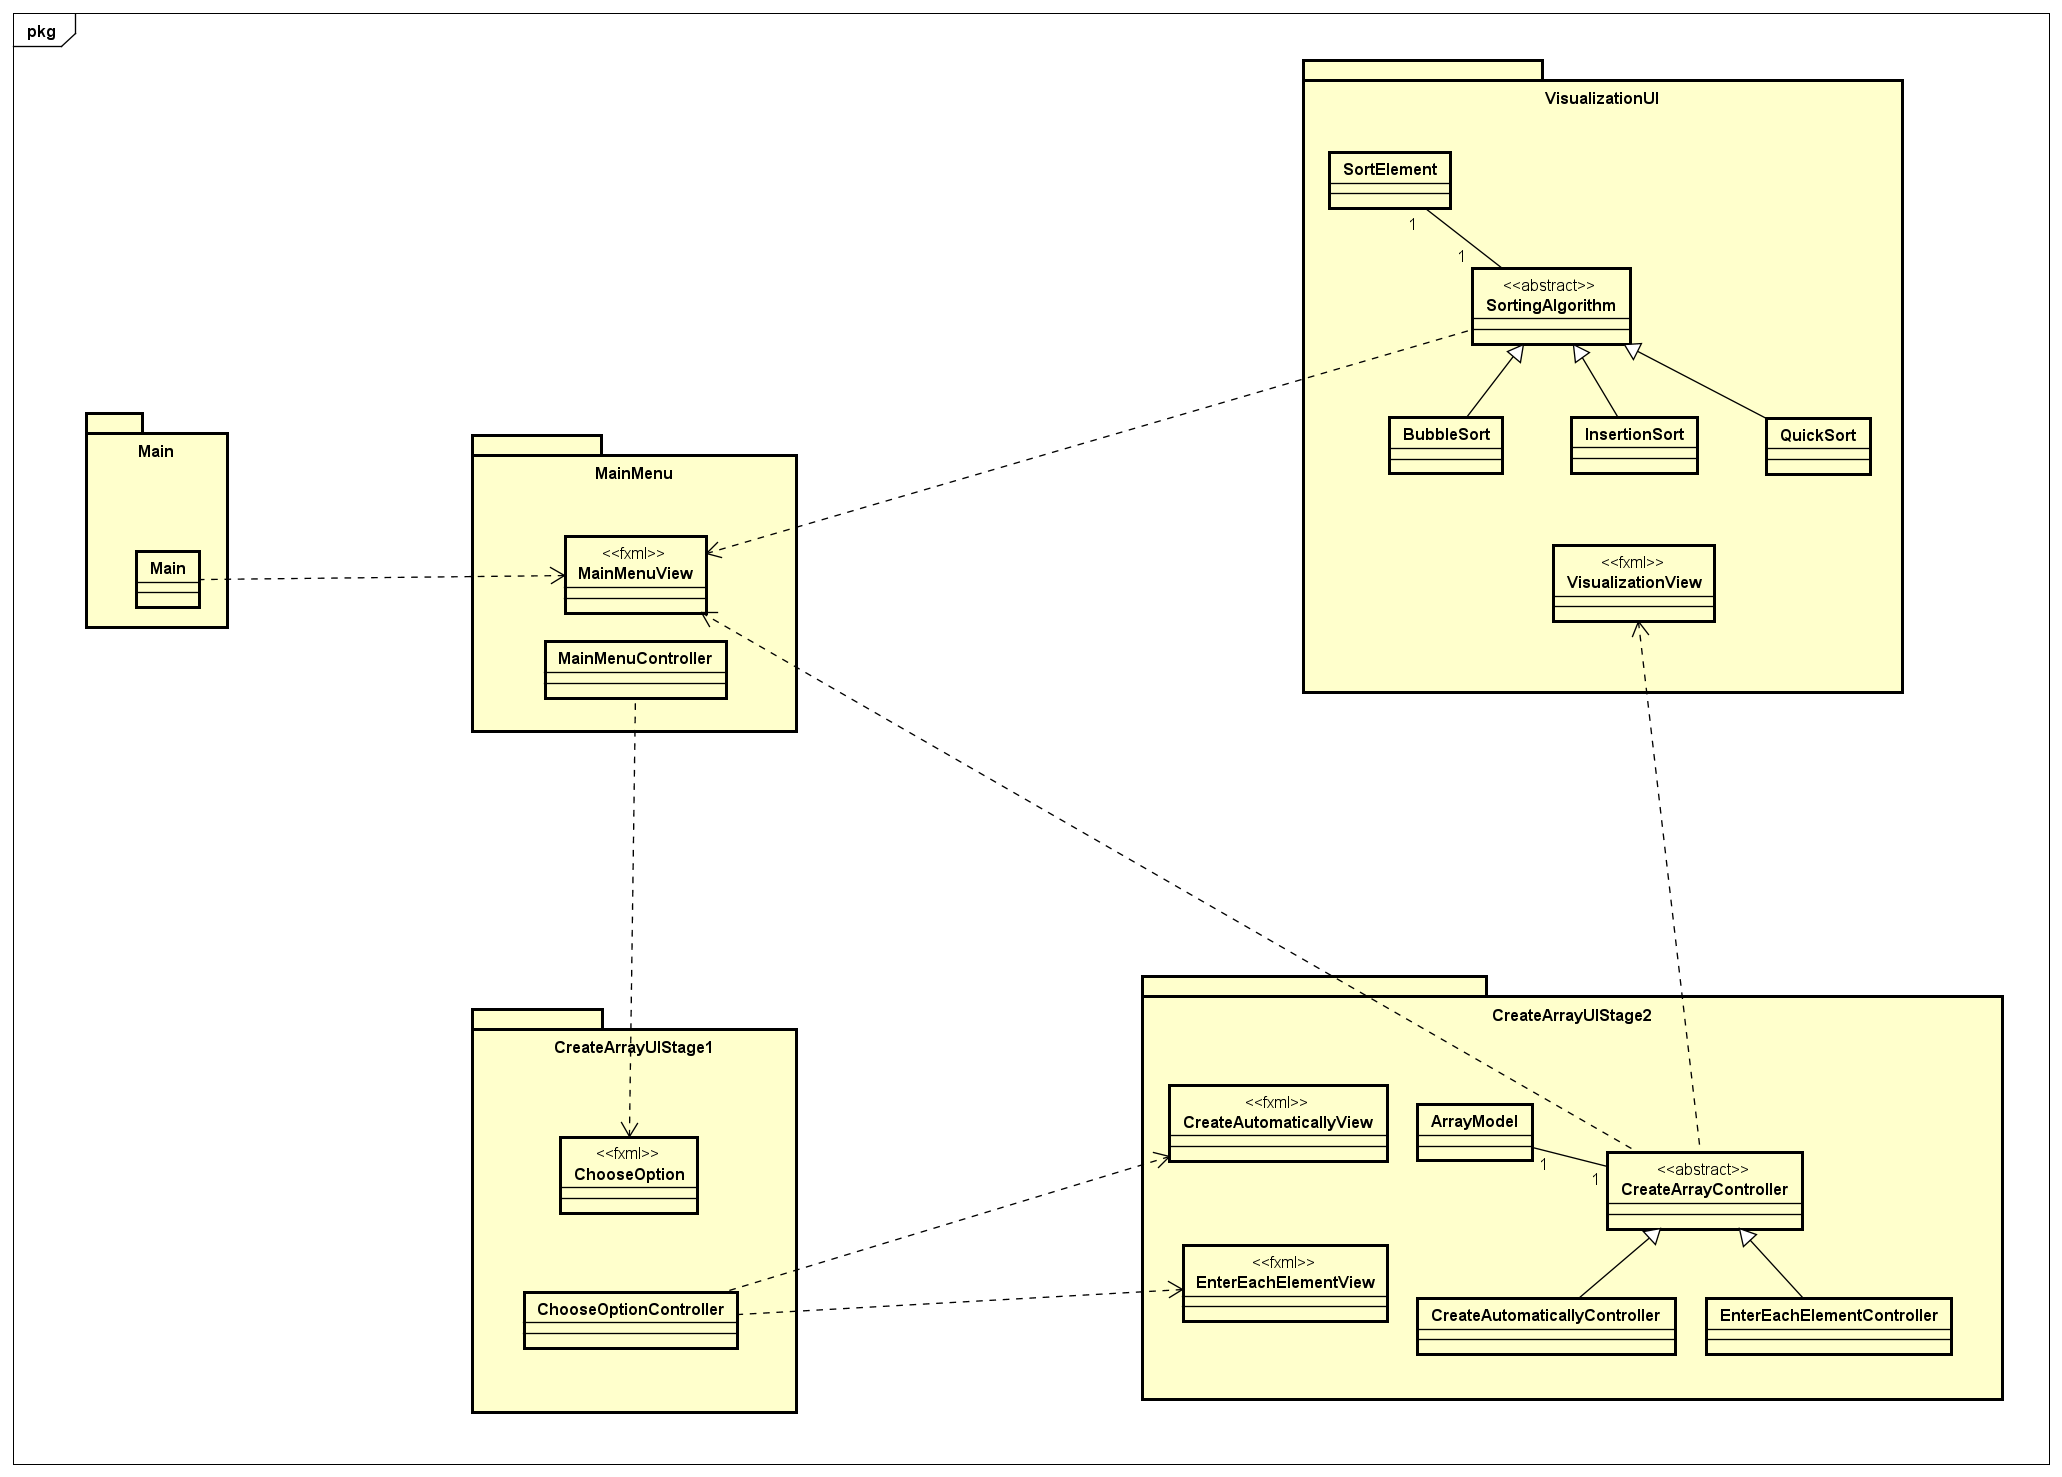 pkg
VisualizationUI
SortElement
1
1
<<abstract>>
SortingAlgorithm
BubbleSort
InsertionSort
QuickSort
<<fxml>>
VisualizationView
Main
Main
MainMenu
<<fxml>>
MainMenuView
MainMenuController
CreateArrayUIStage1
<<fxml>>
ChooseOption
ChooseOptionController
CreateArrayUIStage2
<<fxml>>
CreateAutomaticallyView
ArrayModel
1
1
<<abstract>>
CreateArrayController
<<fxml>>
EnterEachElementView
CreateAutomaticallyController
EnterEachElementController